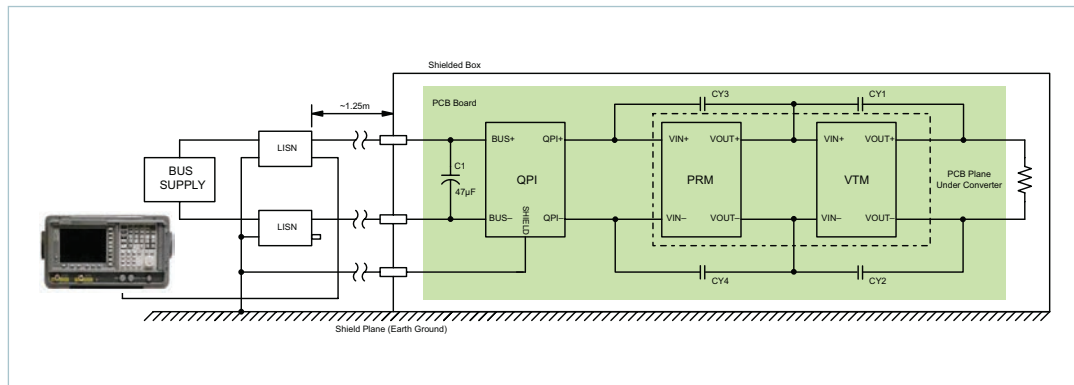 Shielded Box
PCB Board
~1.25m
CY3
CY1
LISN
BUS
SUPPLY
LISN
C1
47µF
BUS+
QPI+
QPI
BUS–
QPI–
SHIELD
VIN+
VOUT+
PRM
VIN–
VOUT–
VIN+
VOUT+
VTM
VIN–
VOUT–
PCB Plane
Under Converter
CY4
CY2
Shield Plane (Earth Ground)